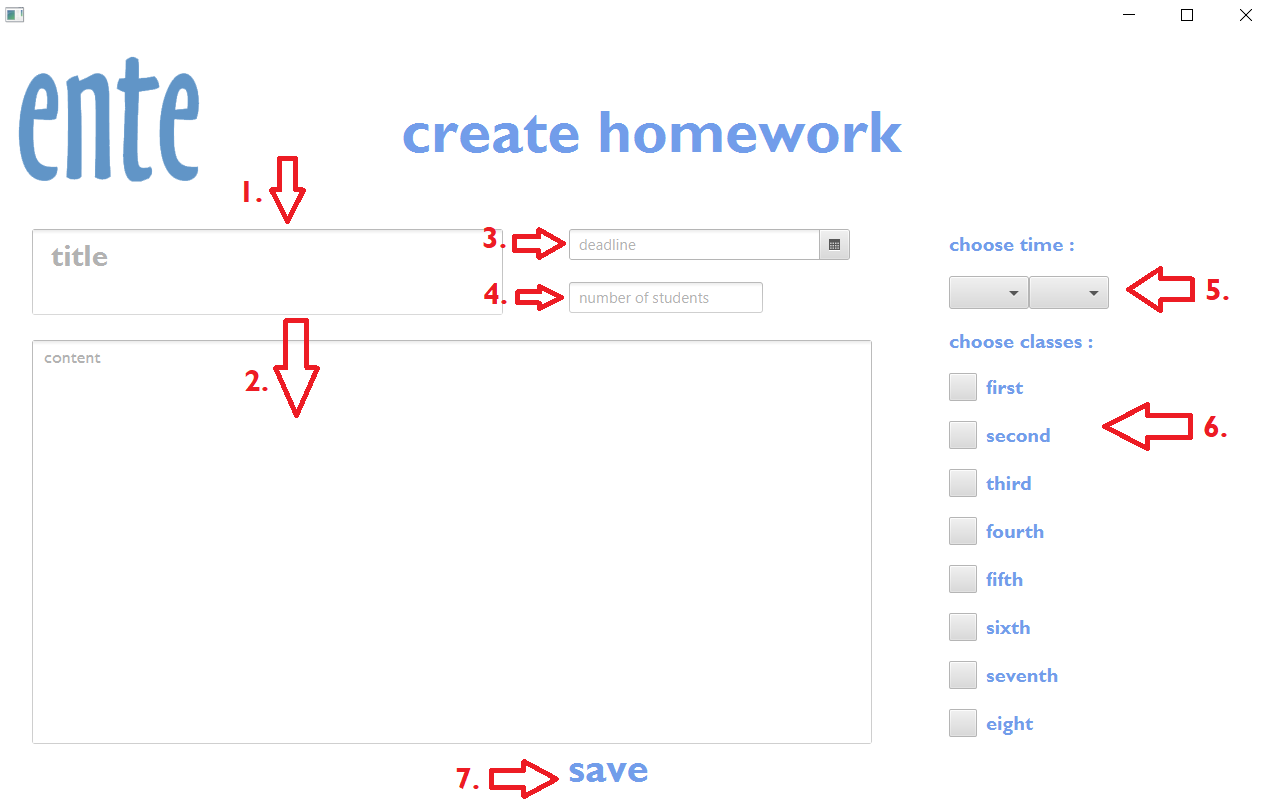 ente
create homework
1.
title
3. deadline
4. number of students
choose time :
5.
2.
content
choose classes :
first
6.
second
third
fourth
fifth
sixth
seventh
eight
7. save